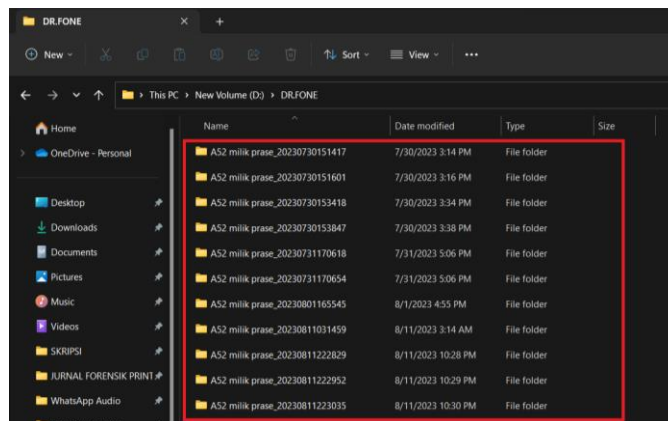 DR.FONE
New Sort View
This PC > New Volume (D:) > DR.FONE
Name Date modified Type Size
Home
OneDrive - Personal
Desktop
Downloads
Documents
Pictures
Music
Videos
SKRIPSI
JURNAL FORENSIK PRINT
WhatsApp Audio
A52 milik prase_20230730151417 7/30/2023 3:14 PM File folder
A52 milik prase_20230730151601 7/30/2023 3:16 PM File folder
A52 milik prase_20230730153418 7/30/2023 3:34 PM File folder
A52 milik prase_20230730153847 7/30/2023 3:38 PM File folder
A52 milik prase_20230731170618 7/31/2023 5:06 PM File folder
A52 milik prase_20230731170654 7/31/2023 5:06 PM File folder
A52 milik prase_20230801165545 8/1/2023 4:55 PM File folder
A52 milik prase_20230811031459 8/11/2023 3:14 AM File folder
A52 milik prase_20230811222829 8/11/2023 10:28 PM File folder
A52 milik prase_20230811222952 8/11/2023 10:29 PM File folder
A52 milik prase_20230811223035 8/11/2023 10:30 PM File folder